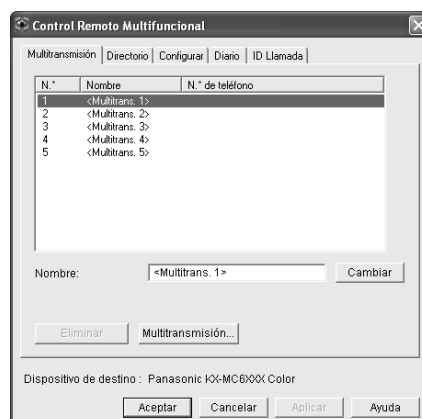 Control Remoto Multifuncional
Multitransmisión Directorio Configurar Diario ID Llamada
N.° Nombre N.° de teléfono
1 <Multitrans. 1>
2 <Multitrans. 2>
3 <Multitrans. 3>
4 <Multitrans. 4>
5 <Multitrans. 5>
Nombre: <Multitrans. 1> Cambiar
Eliminar Multitransmisión...
Dispositivo de destino : Panasonic KX-MC6XXX Color
Aceptar Cancelar Aplicar Ayuda